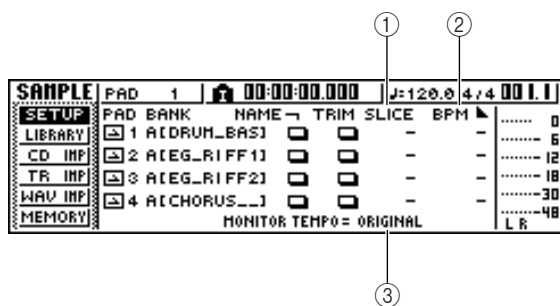 ① ②
SAMPLE PAD 1 00:00:00.000 ♩=120.0 4/4 001.1
SETUP PAD BANK NAME TRIM SLICE BPM 0
LIBRARY 1 A[DRUM_BAS] - - 6
CD IMP 2 A[EG_RIFF1] - - 12
TR IMP 3 A[EG_RIFF2] - - 18
WAV IMP 4 A[CHORUS__] - - 30
MEMORY MONITOR TEMPO= ORIGINAL 48
L R
③